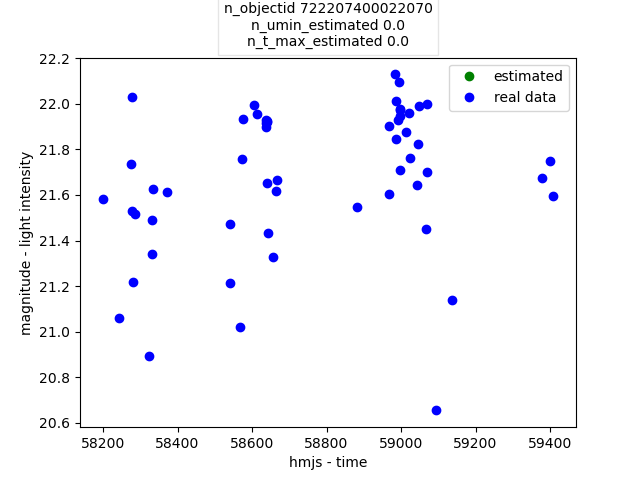 n_objectid 722207400022070
n_umin_estimated 0.0
n_t_max_estimated 0.0
22.2
22.0
21.8
21.6
21.4
21.2
21.0
20.8
20.6
magnitude - light intensity
estimated
real data
58200 58400 58600 58800 59000 59200 59400
hmjs - time